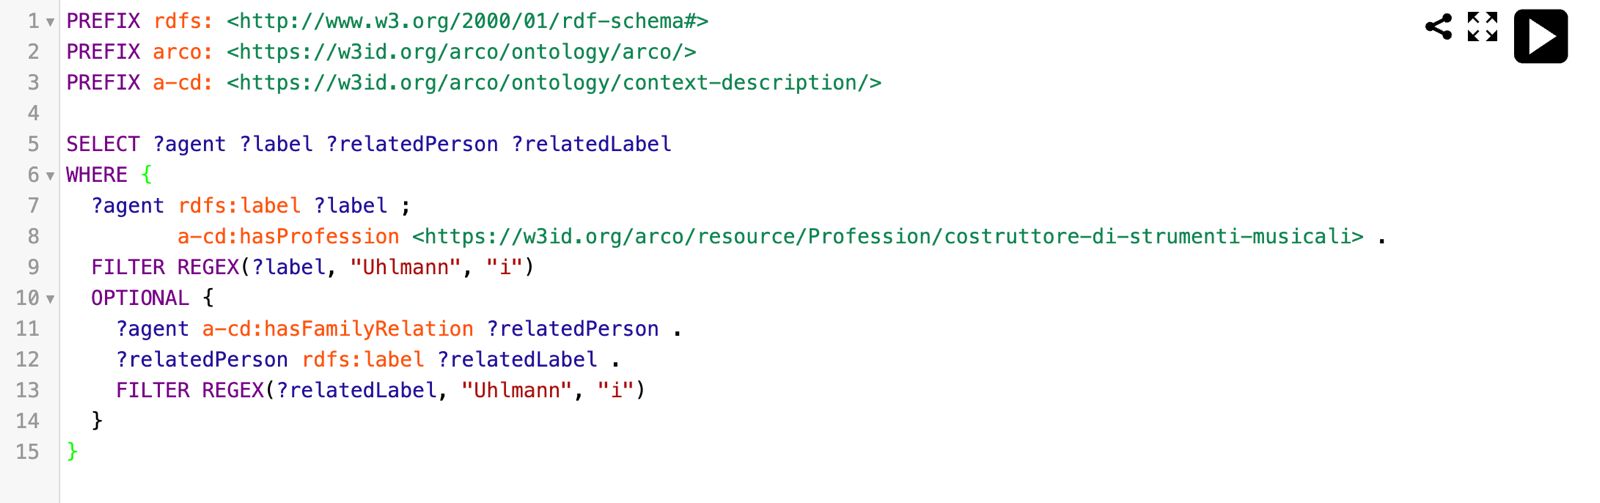 1 PREFIX rdfs: <http://www.w3.org/2000/01/rdf-schema#>
2 PREFIX arco: <https://w3id.org/arco/ontology/arco/>
3 PREFIX a-cd: <https://w3id.org/arco/ontology/context-description/>
4
5 SELECT ?agent ?label ?relatedPerson ?relatedLabel
6 WHERE {
7   ?agent rdfs:label ?label ;
8          a-cd:hasProfession <https://w3id.org/arco/resource/Profession/costruttore-di-strumenti-musicali> .
9   FILTER REGEX(?label, "Uhlmann", "i")
10   OPTIONAL {
11     ?agent a-cd:hasFamilyRelation ?relatedPerson .
12     ?relatedPerson rdfs:label ?relatedLabel .
13     FILTER REGEX(?relatedLabel, "Uhlmann", "i")
14   }
15 }